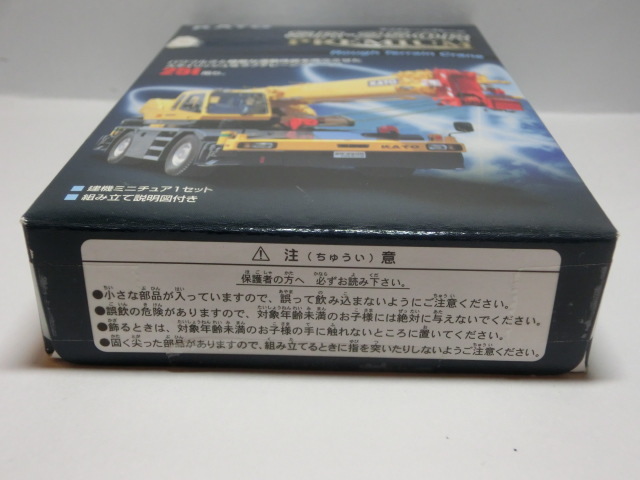 KATO
PREMIUM
Rough Terrain Crane
KATO
KATO
■建機ミニチュア1セット
■組み立て説明図付き
⚠ 注(ちゅうい)意
保護者の方へ 必ずお読み下さい。
●小さな部品が入っていますので、誤って飲み込まないようにご注意ください。
●誤飲の危険がありますので、対象年齢未満のお子様には絶対に与えないでください。
●飾るときは、対象年齢未満のお子様の手に触れないところに置いてください。
●固く尖った部品がありますので、組み立てるときに指を突いたりしないようご注意ください。